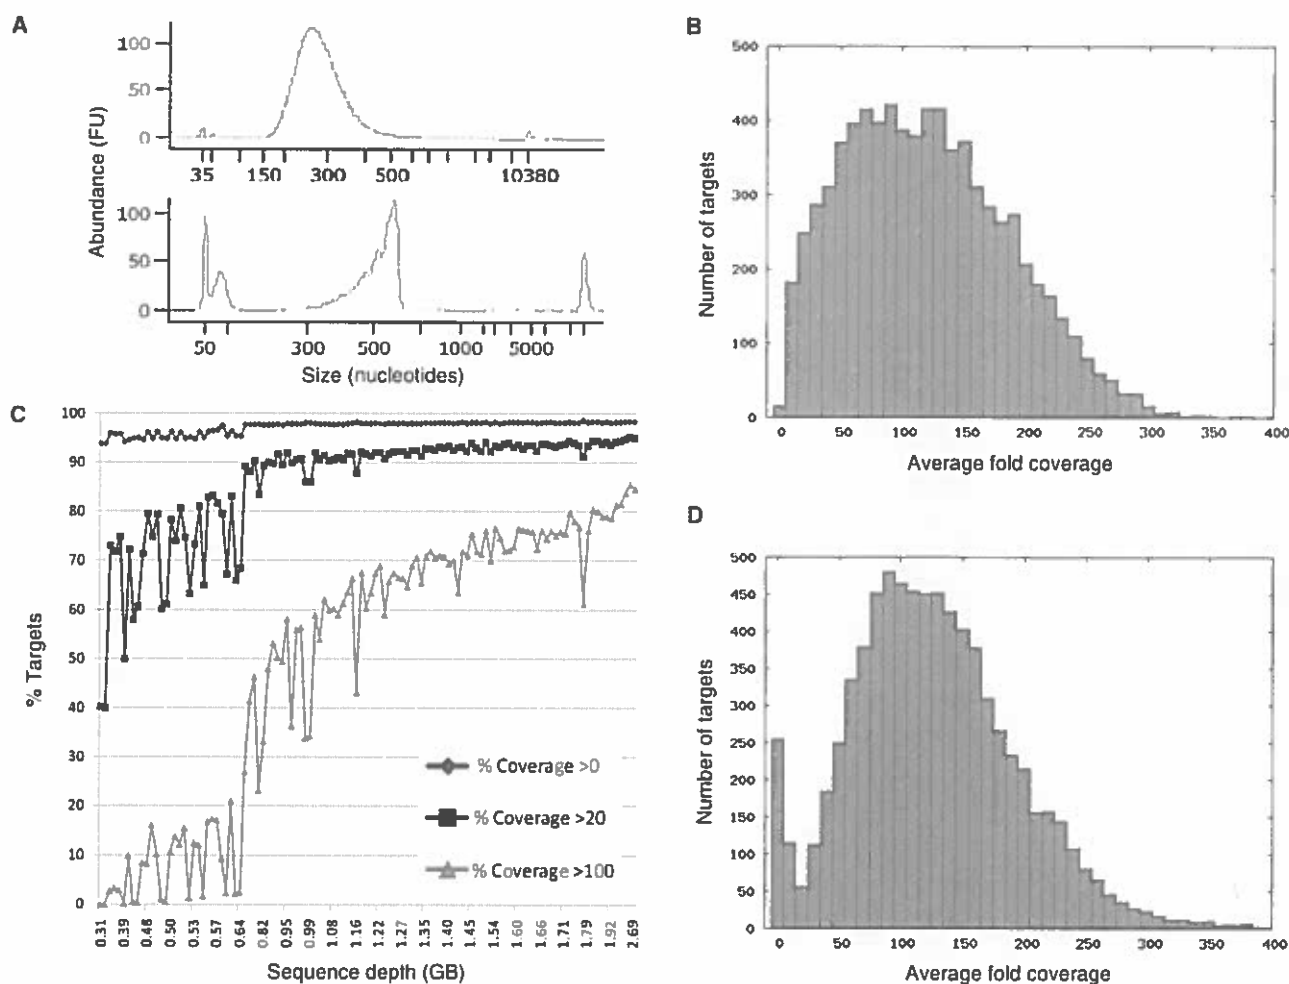 A
Abundance (FU)
100
50
0
35 150 300 500 10380
100
50
0
50 300 500 1000 5000
Size (nucleotides)
B
Number of targets
500
400
300
200
100
0
0 50 100 150 200 250 300 350 400
Average fold coverage
C
% Targets
100
90
80
70
60
50
40
30
20
10
0
% Coverage >0
% Coverage >20
% Coverage >100
0.31 0.39 0.48 0.50 0.53 0.57 0.64 0.82 0.95 0.99 1.08 1.16 1.22 1.27 1.35 1.40 1.45 1.54 1.60 1.66 1.71 1.79 1.92 2.69
Sequence depth (GB)
D
Number of targets
500
450
400
350
300
250
200
150
100
50
0
0 50 100 150 200 250 300 350 400
Average fold coverage